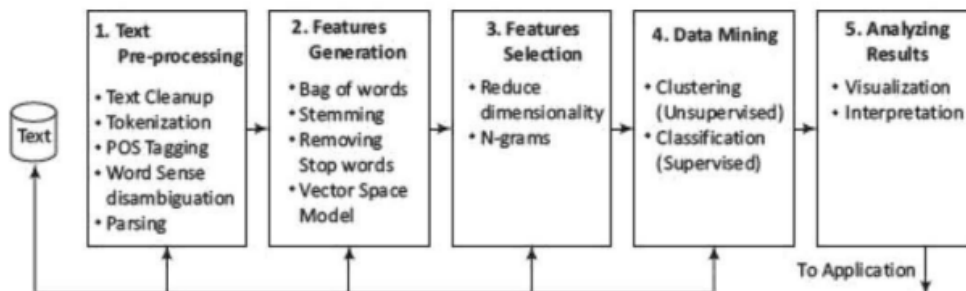 Text
1. Text
Pre-processing
• Text Cleanup
• Tokenization
• POS Tagging
• Word Sense
disambiguation
• Parsing
2. Features
Generation
• Bag of words
• Stemming
• Removing
Stop words
• Vector Space
Model
3. Features
Selection
• Reduce
dimensionality
• N-grams
4. Data Mining
• Clustering
(Unsupervised)
• Classification
(Supervised)
5. Analyzing
Results
• Visualization
• Interpretation
To Application